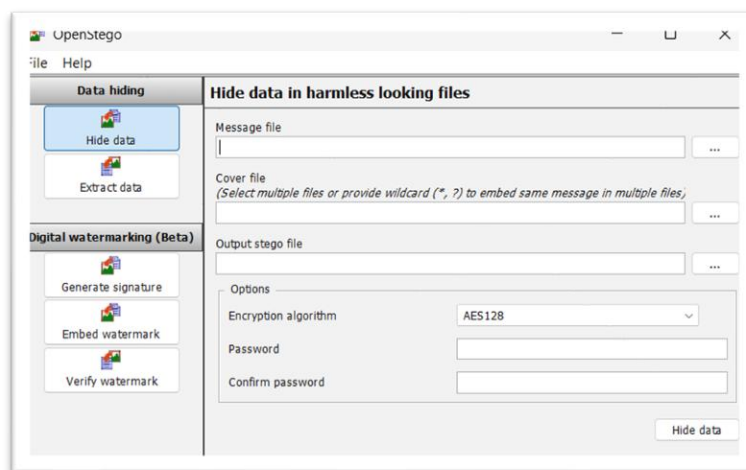 OpenStego
File Help
Data hiding
Hide data
Extract data
Digital watermarking (Beta)
Generate signature
Embed watermark
Verify watermark
Hide data in harmless looking files
Message file
...
Cover file
(Select multiple files or provide wildcard (*, ?) to embed same message in multiple files)
...
Output stego file
...
Options
Encryption algorithm AES128
Password
Confirm password
Hide data